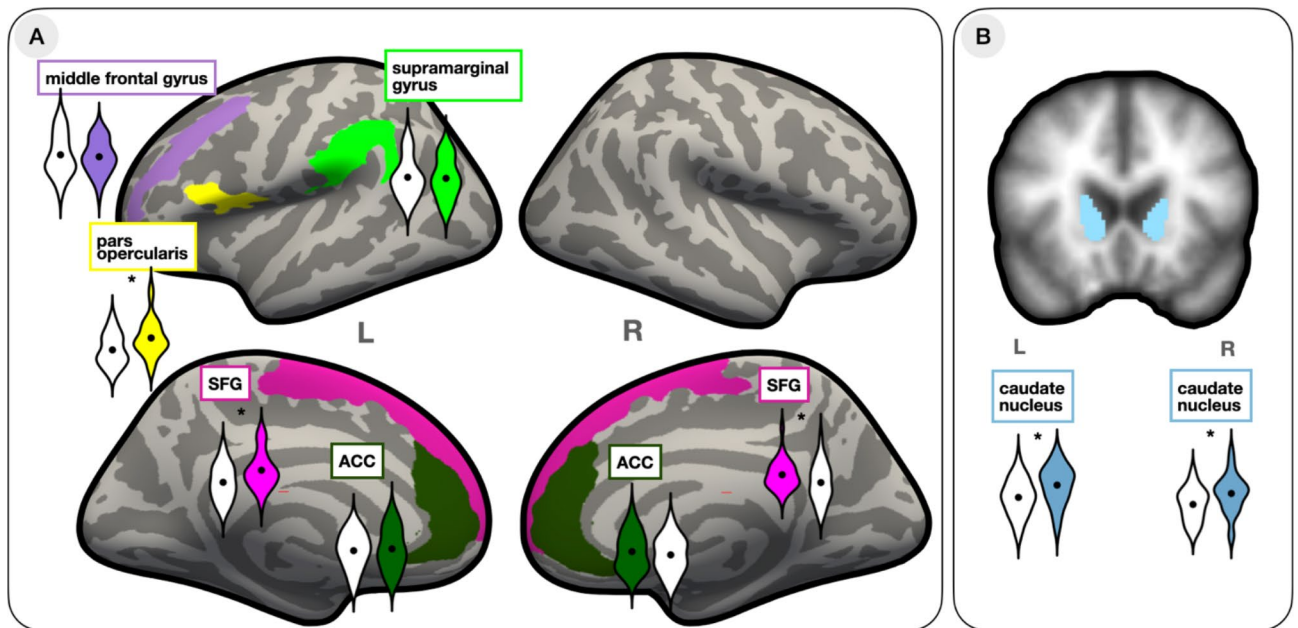 A
B
middle frontal gyrus
supramarginal
gyrus
pars
opercularis
*
L
R
SFG
*
SFG
*
ACC
ACC
L
R
caudate
nucleus
*
caudate
nucleus
*